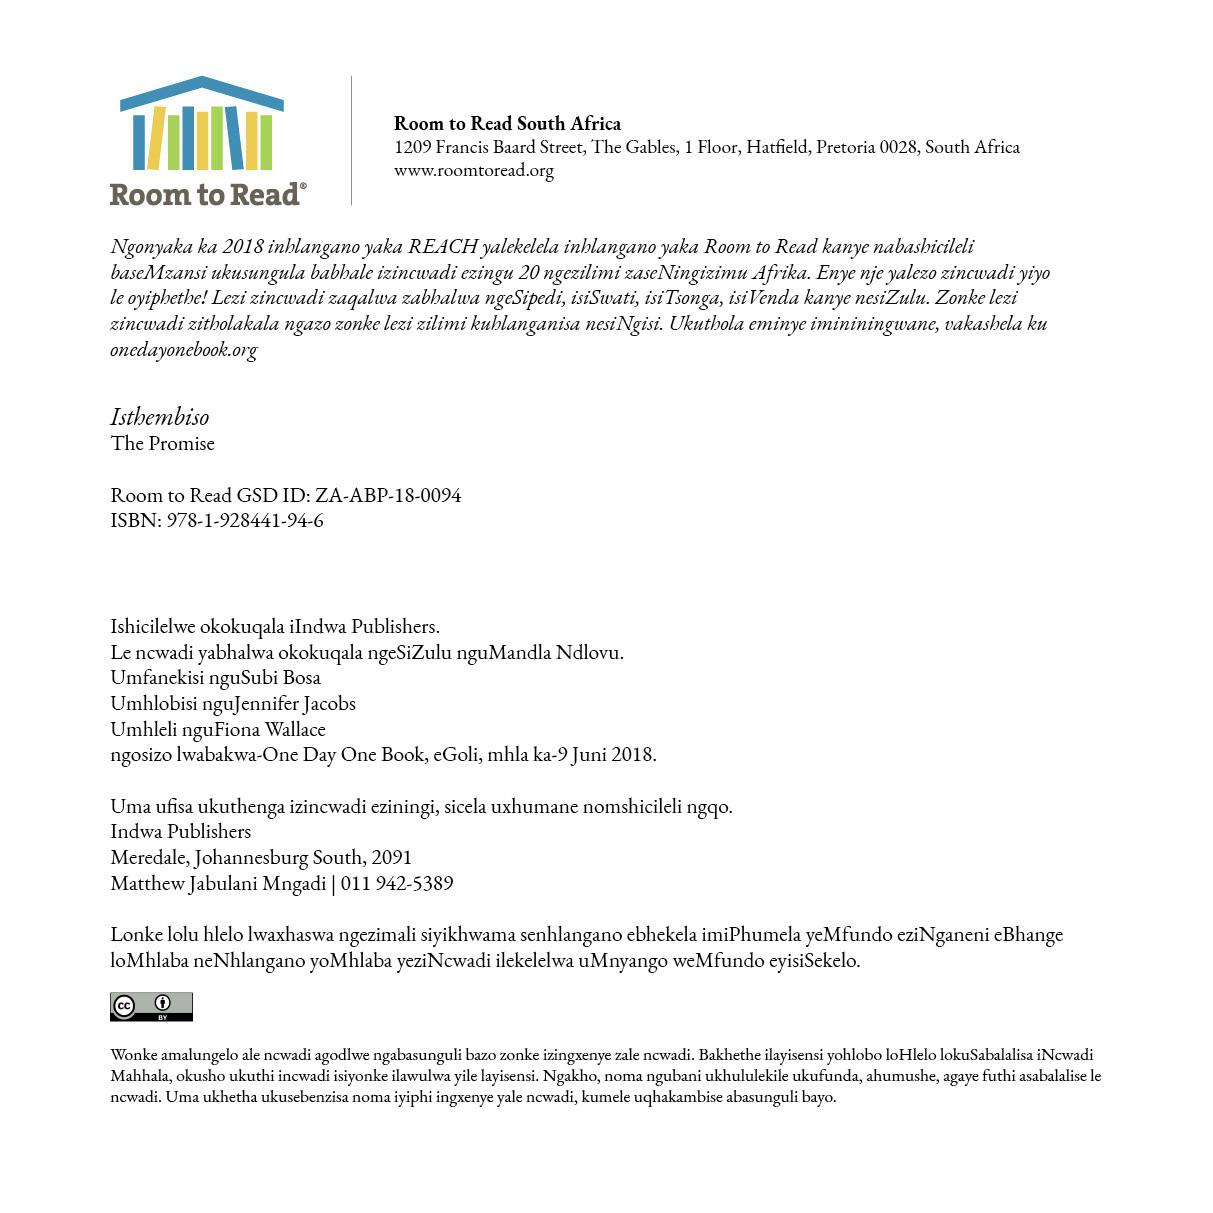 Room to Read®
Room to Read South Africa
1209 Francis Baard Street, The Gables, 1 Floor, Hatfield, Pretoria 0028, South Africa
www.roomtoread.org
Ngonyaka ka 2018 inhlangano yaka REACH yalekelela inhlangano yaka Room to Read kanye nabashicileli
baseMzansi ukusungula babhale izincwadi ezingu 20 ngezilimi zaseNingizimu Afrika. Enye nje yalezo zincwadi yiyo
le oyiphethe! Lezi zincwadi zaqalwa zabhalwa ngeSipedi, isiSwati, isiTsonga, isiVenda kanye nesiZulu. Zonke lezi
zincwadi zitholakala ngazo zonke lezi zilimi kuhlanganisa nesiNgisi. Ukuthola eminye imininingwane, vakashela ku
onedayonebook.org
Isthembiso
The Promise
Room to Read GSD ID: ZA-ABP-18-0094
ISBN: 978-1-928441-94-6
Ishicilelwe okokuqala iIndwa Publishers.
Le ncwadi yabhalwa okokuqala ngeSiZulu nguMandla Ndlovu.
Umfanekisi nguSubi Bosa
Umhlobisi nguJennifer Jacobs
Umhleli nguFiona Wallace
ngosizo lwabakwa-One Day One Book, eGoli, mhla ka-9 Juni 2018.
Uma ufisa ukuthenga izincwadi eziningi, sicela uxhumane nomshicileli ngqo.
Indwa Publishers
Meredale, Johannesburg South, 2091
Matthew Jabulani Mngadi | 011 942-5389
Lonke lolu hlelo lwaxhaswa ngezimali siyikhwama senhlangano ebhekela imiPhumela yeMfundo eziNganeni eBhange
loMhlaba neNhlangano yoMhlaba yeziNcwadi ilekelelwa uMnyango weMfundo eyisiSekelo.
cc BY
Wonke amalungelo ale ncwadi agodlwe ngabasunguli bazo zonke izingxenye zale ncwadi. Bakhethe ilayisensi yohlobo loHlelo lokuSabalalisa iNcwadi
Mahhala, okusho ukuthi incwadi isiyonke ilawulwa yile layisensi. Ngakho, noma ngubani ukhululekile ukufunda, ahumushe, agaye futhi asabalalise le
ncwadi. Uma ukhetha ukusebenzisa noma iyiphi ingxenye yale ncwadi, kumele uqhakambise abasunguli bayo.